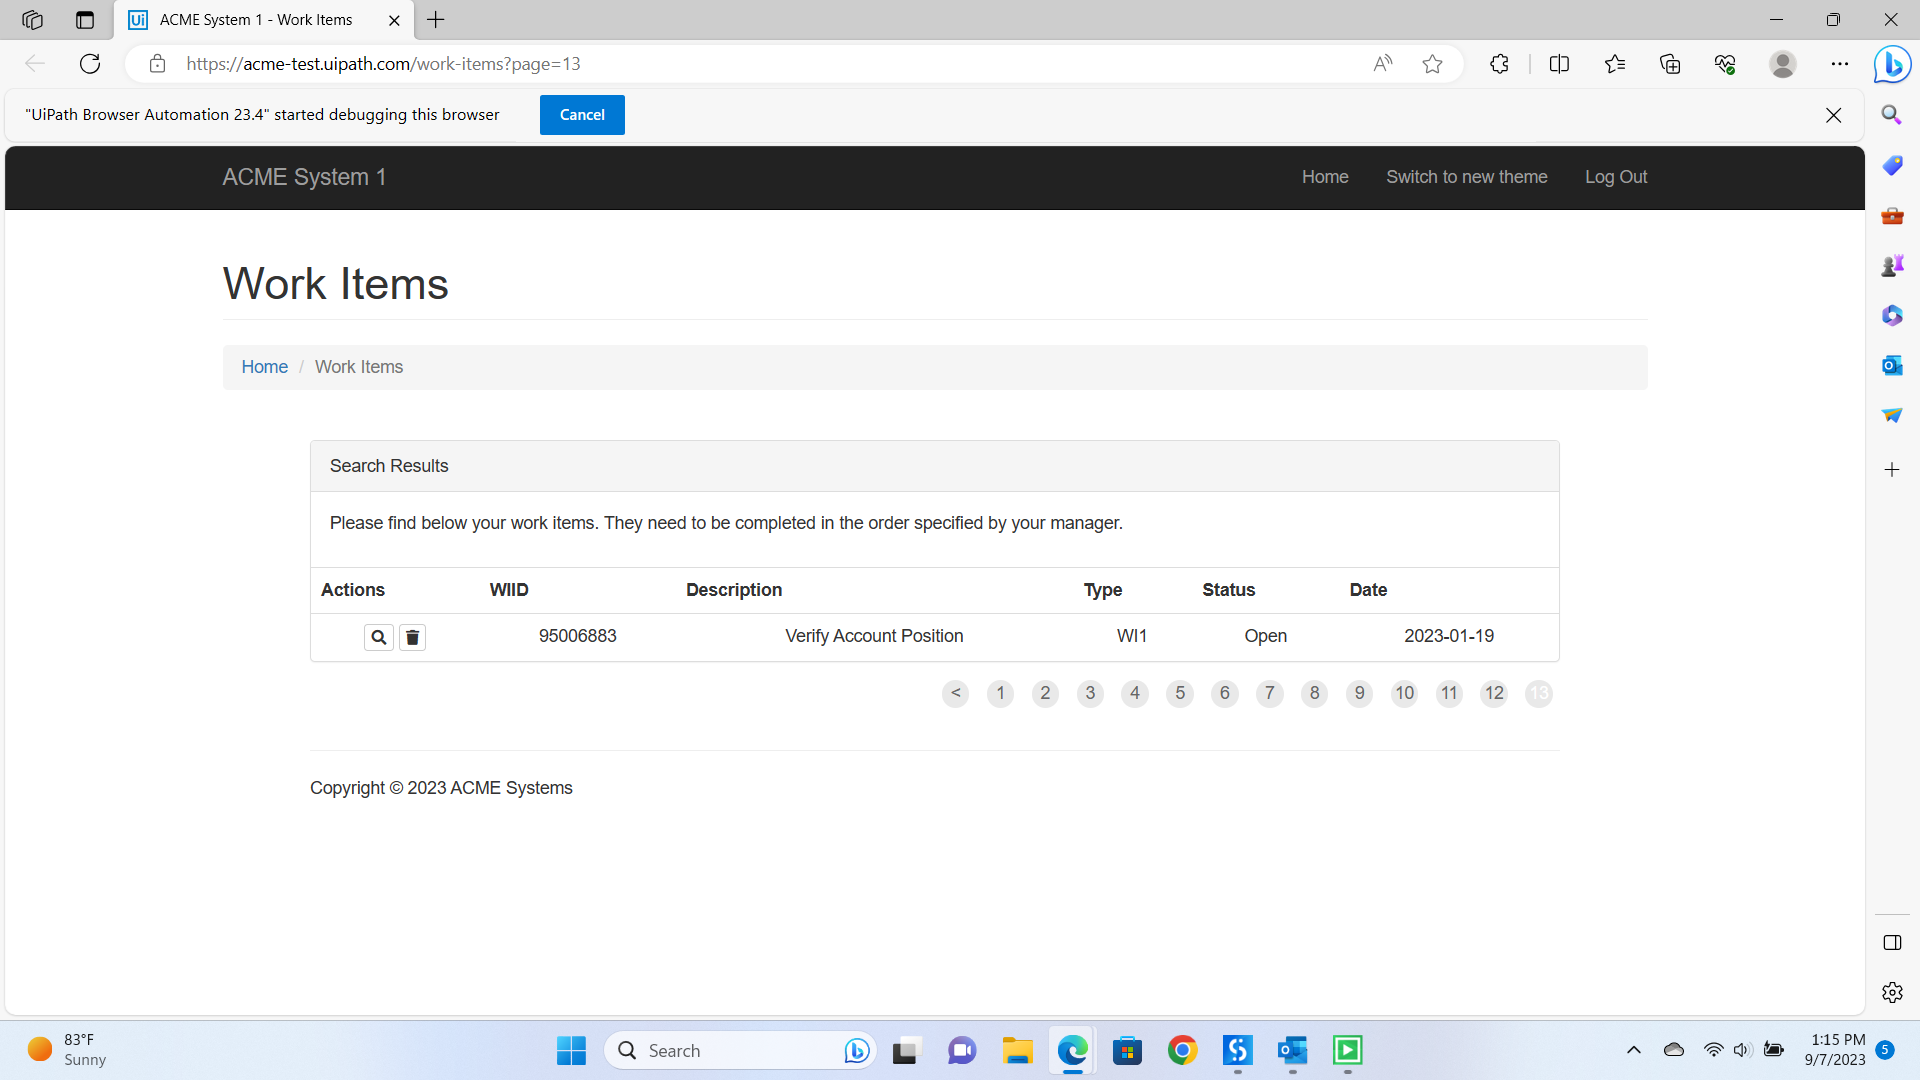 ACME System 1 - Work Items
https://acme-test.uipath.com/work-items?page=13
"UiPath Browser Automation 23.4" started debugging this browser Cancel
ACME System 1 Home Switch to new theme Log Out
Work Items
Home / Work Items
Search Results
Please find below your work items. They need to be completed in the order specified by your manager.
Actions WIID Description Type Status Date
95006883 Verify Account Position WI1 Open 2023-01-19
< 1 2 3 4 5 6 7 8 9 10 11 12 13
Copyright © 2023 ACME Systems
83°F
Sunny
Search
1:15 PM
9/7/2023
5